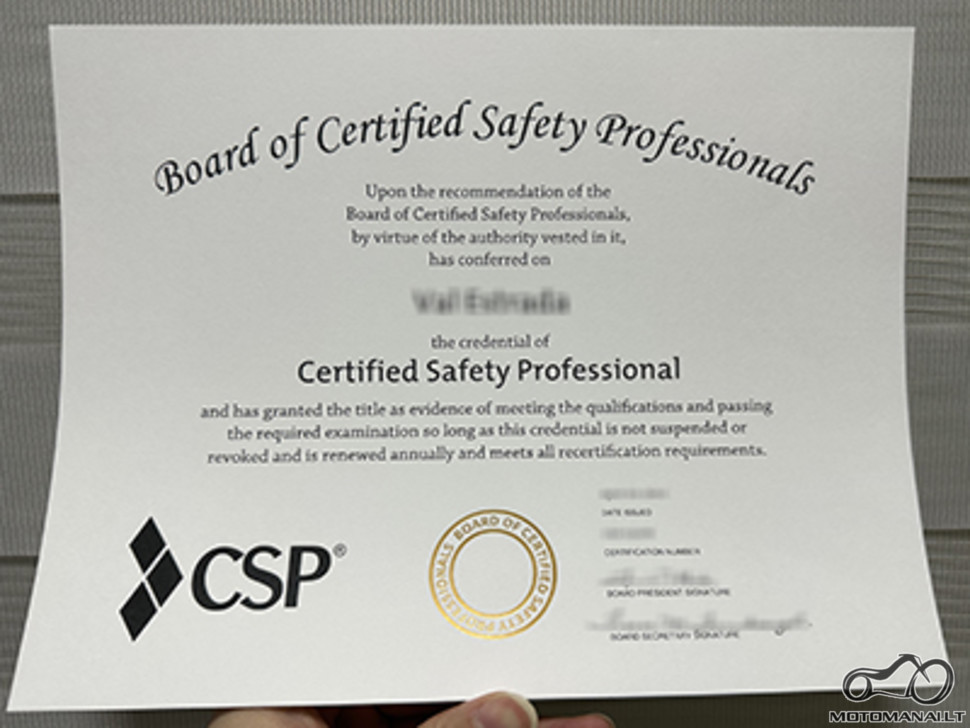 Board of Certified Safety Professionals
Upon the recommendation of the
Board of Certified Safety Professionals,
by virtue of the authority vested in it,
has conferred on
the credential of
Certified Safety Professional
and has granted the title as evidence of meeting the qualifications and passing
the required examination so long as this credential is not suspended or
revoked and is renewed annually and meets all recertification requirements.
DATE ISSUED
CERTIFICATION NUMBER
BOARD PRESIDENT SIGNATURE
BOARD SECRETARY SIGNATURE
CSP®
BOARD OF CERTIFIED SAFETY PROFESSIONALS
MOTOMANAI.LT